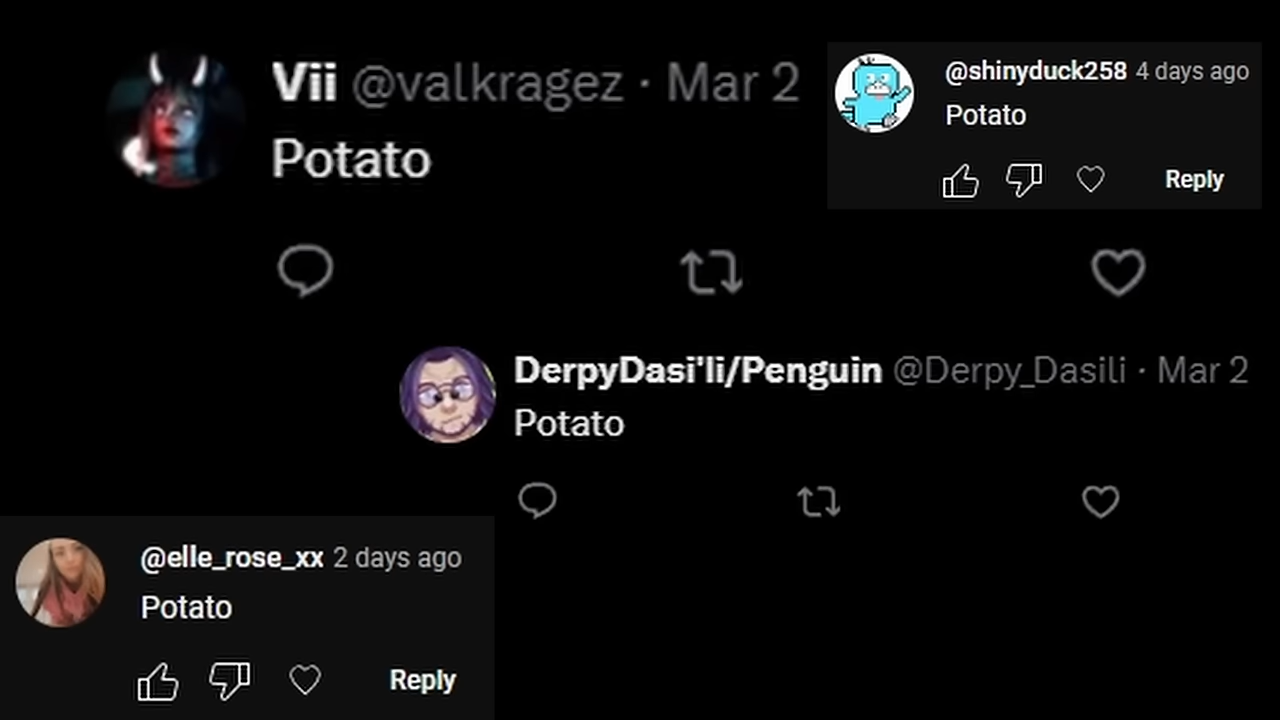 Vii @valkragez · Mar 2
Potato
@shinyduck258 4 days ago
Potato
Reply
DerpyDasi'li/Penguin @Derpy_Dasili · Mar 2
Potato
@elle_rose_xx 2 days ago
Potato
Reply